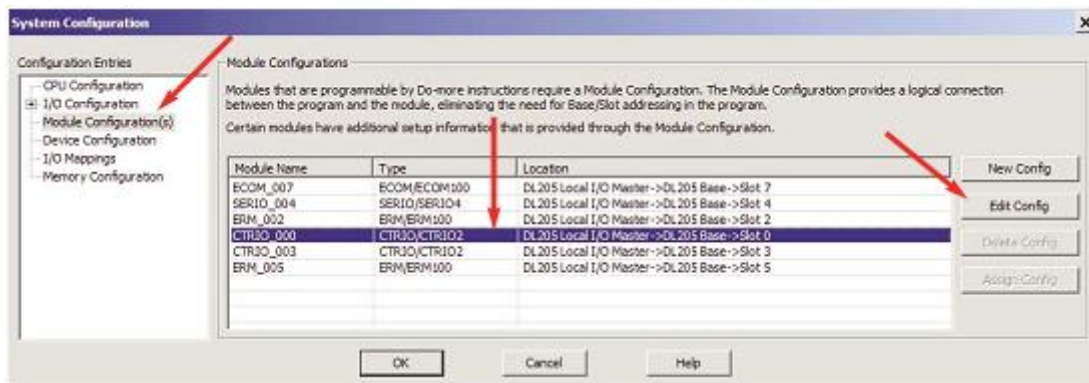 System Configuration
Configuration Entries
CPU Configuration
I/O Configuration
Module Configuration(s)
Device Configuration
I/O Mappings
Memory Configuration
Module Configurations
Modules that are programmable by Do-more instructions require a Module Configuration. The Module Configuration provides a logical connection
between the program and the module, eliminating the need for Base/Slot addressing in the program.
Certain modules have additional setup information that is provided through the Module Configuration.
Module Name Type Location
ECOM_007 ECOM/ECOM100 DL205 Local I/O Master->DL205 Base->Slot 7
SERIO_004 SERIO/SERIO4 DL205 Local I/O Master->DL205 Base->Slot 4
ERM_002 ERM/ERM100 DL205 Local I/O Master->DL205 Base->Slot 2
CTRIO_000 CTRIO/CTRIO2 DL205 Local I/O Master->DL205 Base->Slot 0
CTRIO_003 CTRIO/CTRIO2 DL205 Local I/O Master->DL205 Base->Slot 3
ERM_005 ERM/ERM100 DL205 Local I/O Master->DL205 Base->Slot 5
New Config
Edit Config
Delete Config
Assign Config
OK Cancel Help